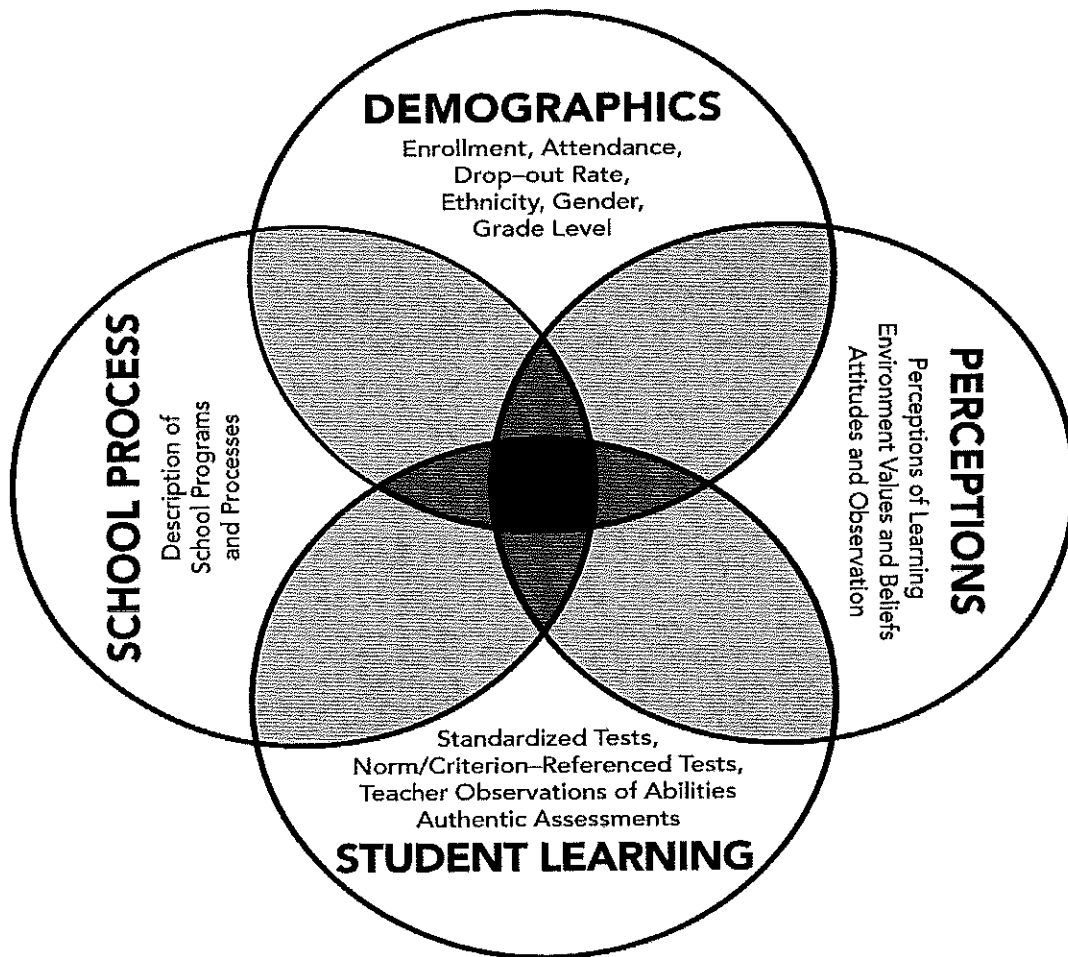 DEMOGRAPHICS
Enrollment, Attendance,
Drop–out Rate,
Ethnicity, Gender,
Grade Level
SCHOOL PROCESS
Description of
School Programs
and Processes
PERCEPTIONS
Perceptions of Learning
Environment Values and Beliefs
Attitudes and Observation
Standardized Tests,
Norm/Criterion–Referenced Tests,
Teacher Observations of Abilities
Authentic Assessments
STUDENT LEARNING